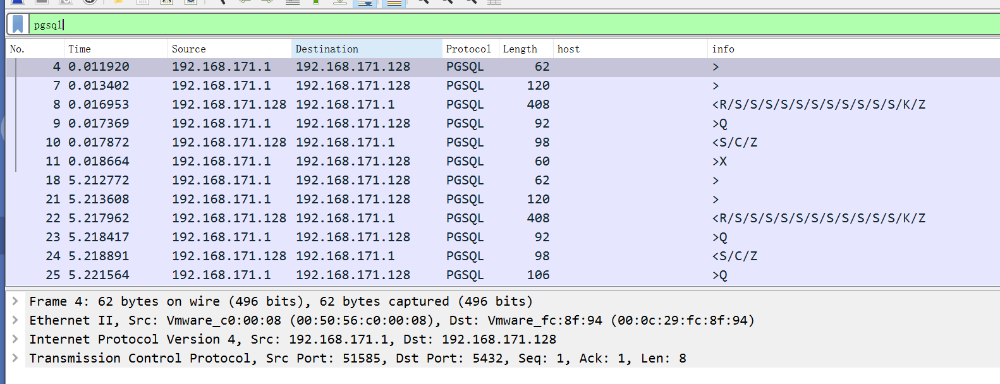 pgsql
No. Time Source Destination Protocol Length host info
4 0.011920 192.168.171.1 192.168.171.128 PGSQL 62 >
7 0.013402 192.168.171.1 192.168.171.128 PGSQL 120 >
8 0.016953 192.168.171.128 192.168.171.1 PGSQL 408 <R/S/S/S/S/S/S/S/S/S/S/S/K/Z
9 0.017369 192.168.171.1 192.168.171.128 PGSQL 92 >Q
10 0.017872 192.168.171.128 192.168.171.1 PGSQL 98 <S/C/Z
11 0.018664 192.168.171.1 192.168.171.128 PGSQL 60 >X
18 5.212772 192.168.171.1 192.168.171.128 PGSQL 62 >
21 5.213608 192.168.171.1 192.168.171.128 PGSQL 120 >
22 5.217962 192.168.171.128 192.168.171.1 PGSQL 408 <R/S/S/S/S/S/S/S/S/S/S/S/K/Z
23 5.218417 192.168.171.1 192.168.171.128 PGSQL 92 >Q
24 5.218891 192.168.171.128 192.168.171.1 PGSQL 98 <S/C/Z
25 5.221564 192.168.171.1 192.168.171.128 PGSQL 106 >Q
> Frame 4: 62 bytes on wire (496 bits), 62 bytes captured (496 bits)
> Ethernet II, Src: Vmware_c0:00:08 (00:50:56:c0:00:08), Dst: Vmware_fc:8f:94 (00:0c:29:fc:8f:94)
> Internet Protocol Version 4, Src: 192.168.171.1, Dst: 192.168.171.128
> Transmission Control Protocol, Src Port: 51585, Dst Port: 5432, Seq: 1, Ack: 1, Len: 8